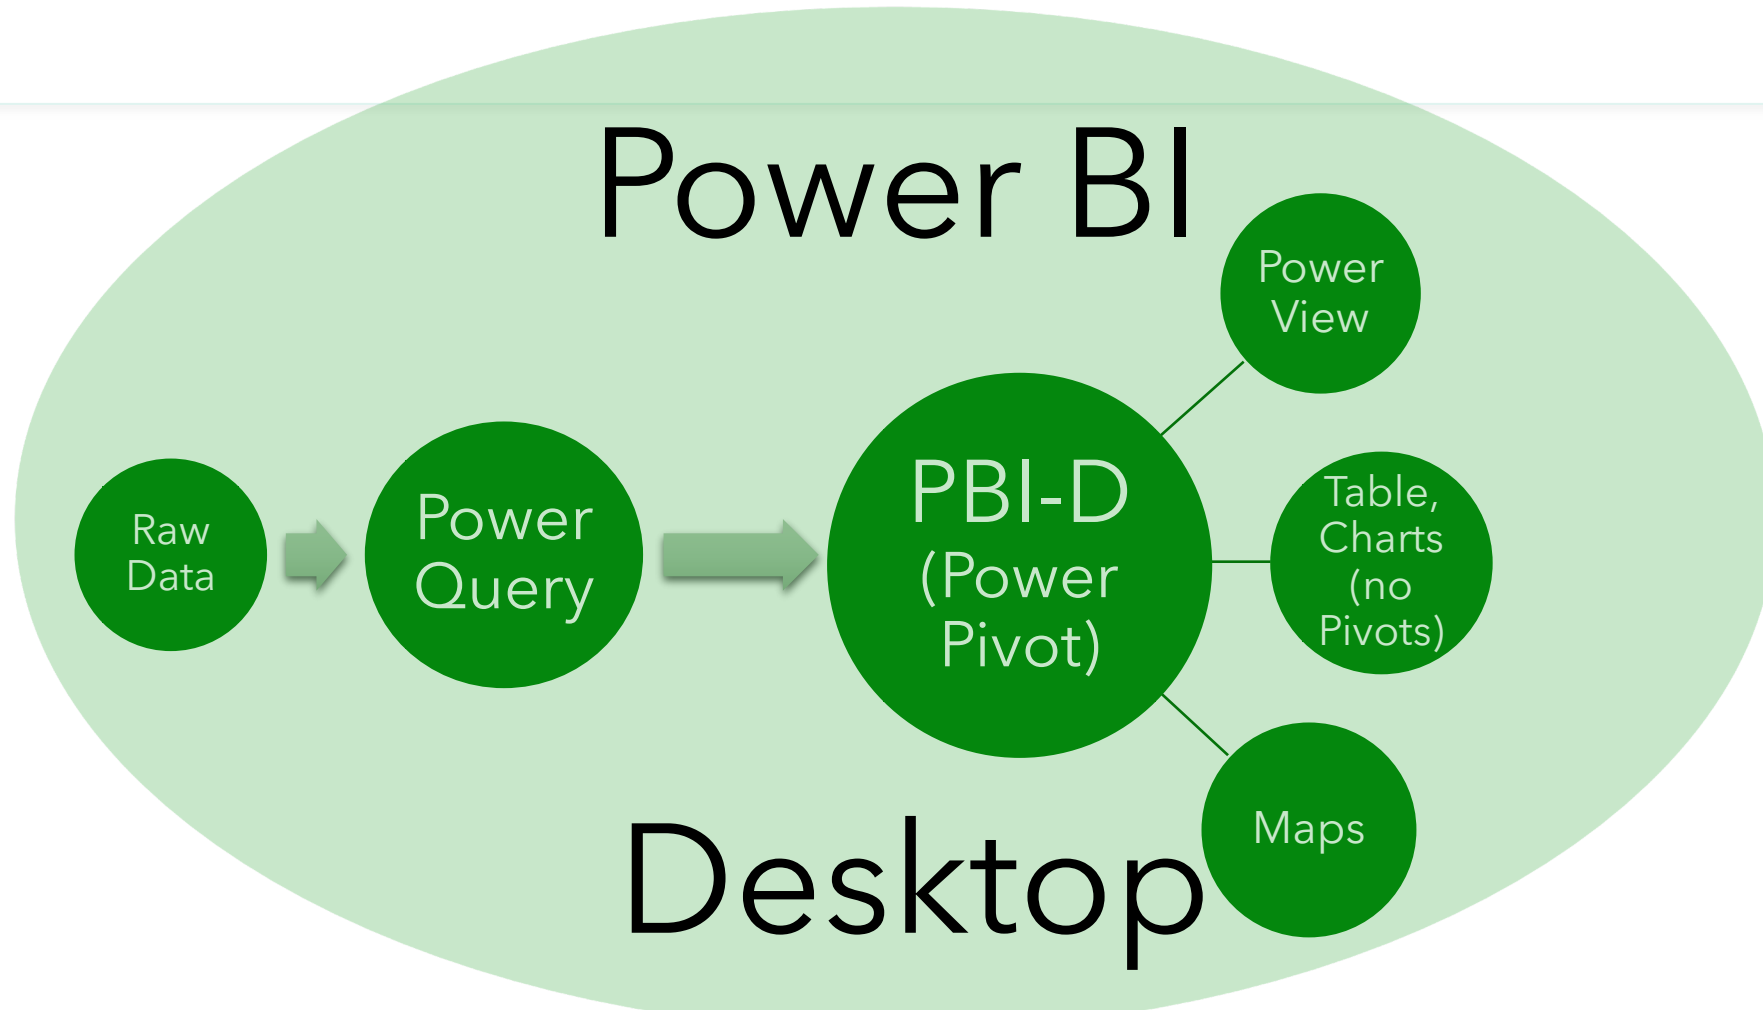 Power BI
Power
View
Raw
Data
Power
Query
PBI-D
(Power
Pivot)
Table,
Charts
(no
Pivots)
Maps
Desktop